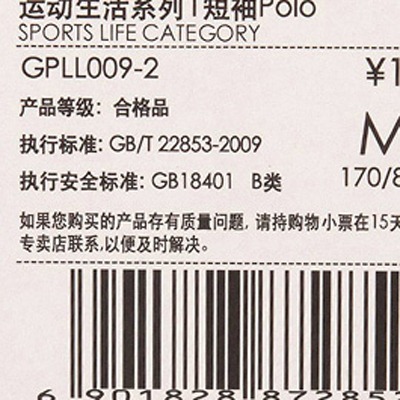 运动生活系列T短袖Polo
SPORTS LIFE CATEGORY
GPLL009-2 ¥1
产品等级：合格品
执行标准: GB/T 22853-2009 M
执行安全标准: GB18401 B类 170/8
如果您购买的产品存有质量问题, 请持购物小票在15天
专卖店联系,以便及时解决。
6 901828 87285